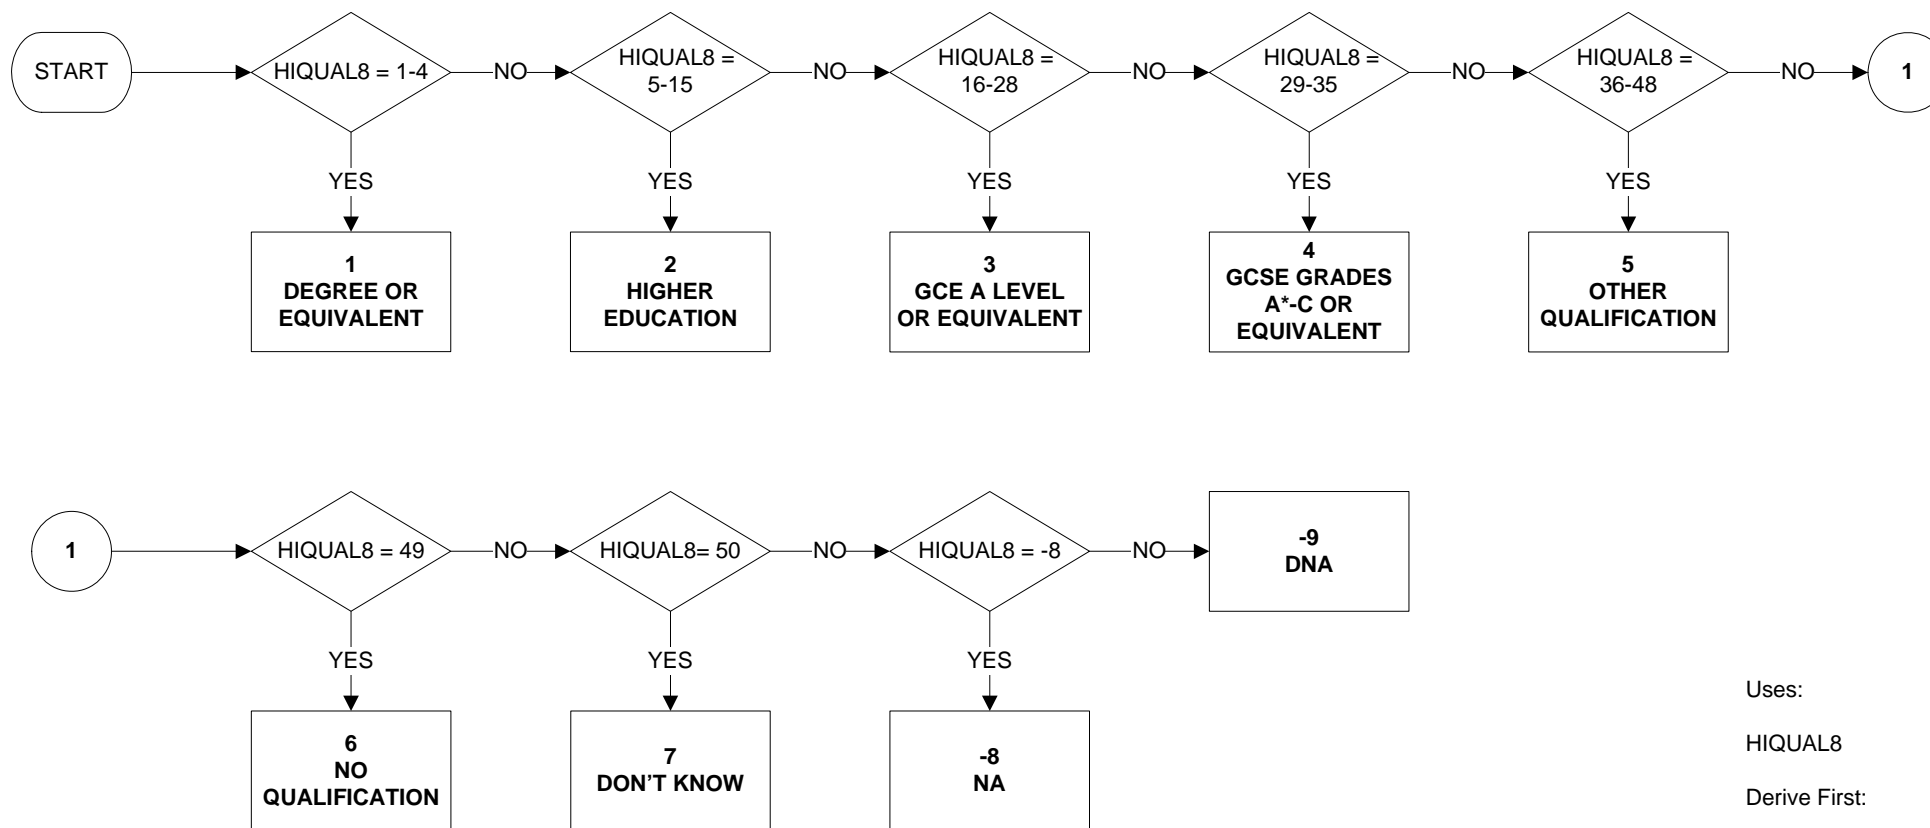 START
HIQUAL8 = 1-4
NO
HIQUAL8 =
5-15
NO
HIQUAL8 =
16-28
NO
HIQUAL8 =
29-35
NO
HIQUAL8 =
36-48
NO
1
YES
YES
YES
YES
YES
1
DEGREE OR
EQUIVALENT
2
HIGHER
EDUCATION
3
GCE A LEVEL
OR EQUIVALENT
4
GCSE GRADES
A*-C OR
EQUIVALENT
5
OTHER
QUALIFICATION
1
HIQUAL8 = 49
NO
HIQUAL8= 50
NO
HIQUAL8 = -8
NO
-9
DNA
YES
YES
YES
6
NO
QUALIFICATION
7
DON’T KNOW
-8
NA
Uses:
HIQUAL8
Derive First: